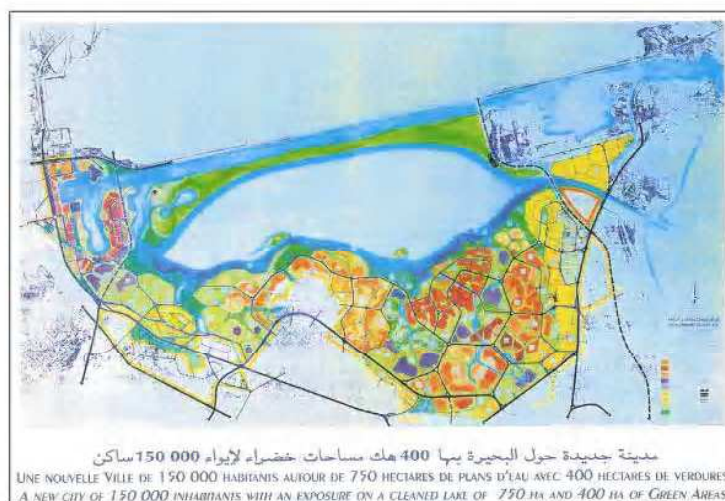 مدينة جديدة حول البحيرة بها 400 هك مساحات خضراء لإيواء 150 000 ساكن
UNE NOUVELLE VILLE DE 150 000 HABITANTS AUTOUR DE 750 HECTARES DE PLANS D'EAU AVEC 400 HECTARES DE VERDURE
A NEW CITY OF 150 000 INHABITANTS WITH AN EXPOSURE ON A CLEANED LAKE OF 750 HA AND 400 HA OF GREEN AREA